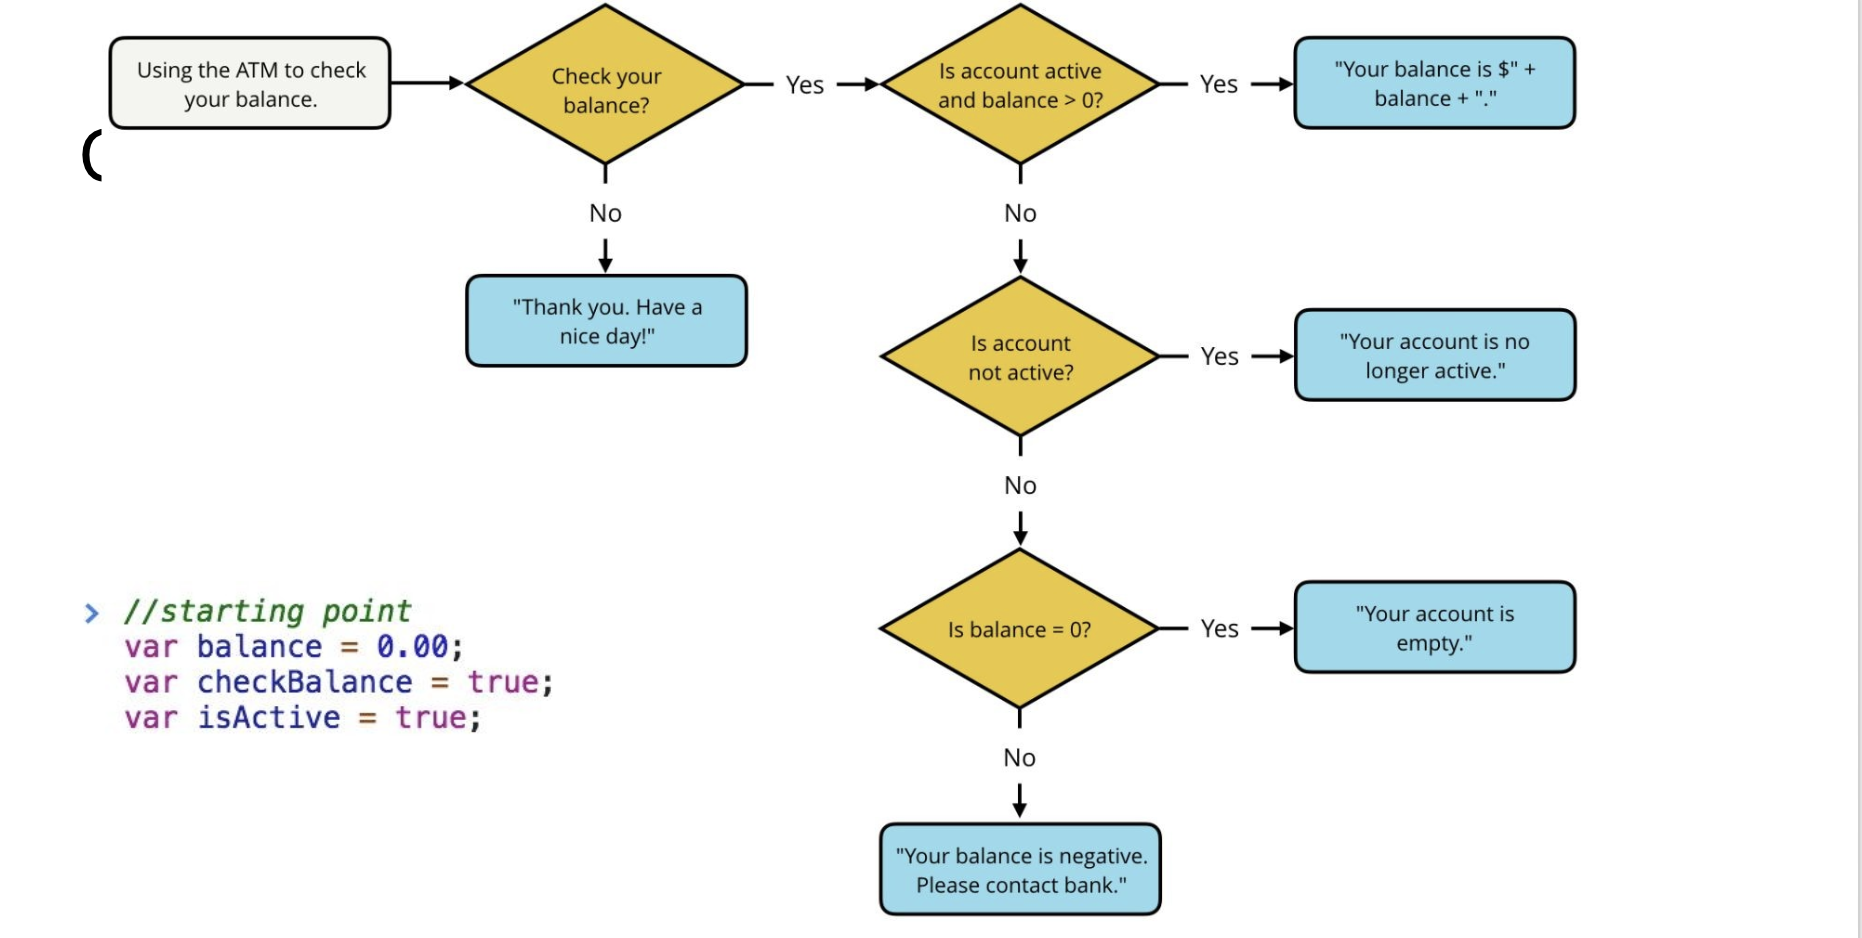 Using the ATM to check
your balance.
Check your
balance?
Yes
Is account active
and balance > 0?
Yes
"Your balance is $" +
balance + "."
(
No
No
"Thank you. Have a
nice day!"
Is account
not active?
Yes
"Your account is no
longer active."
No
> //starting point
var balance = 0.00;
var checkBalance = true;
var isActive = true;
Is balance = 0?
Yes
"Your account is
empty."
No
"Your balance is negative.
Please contact bank."